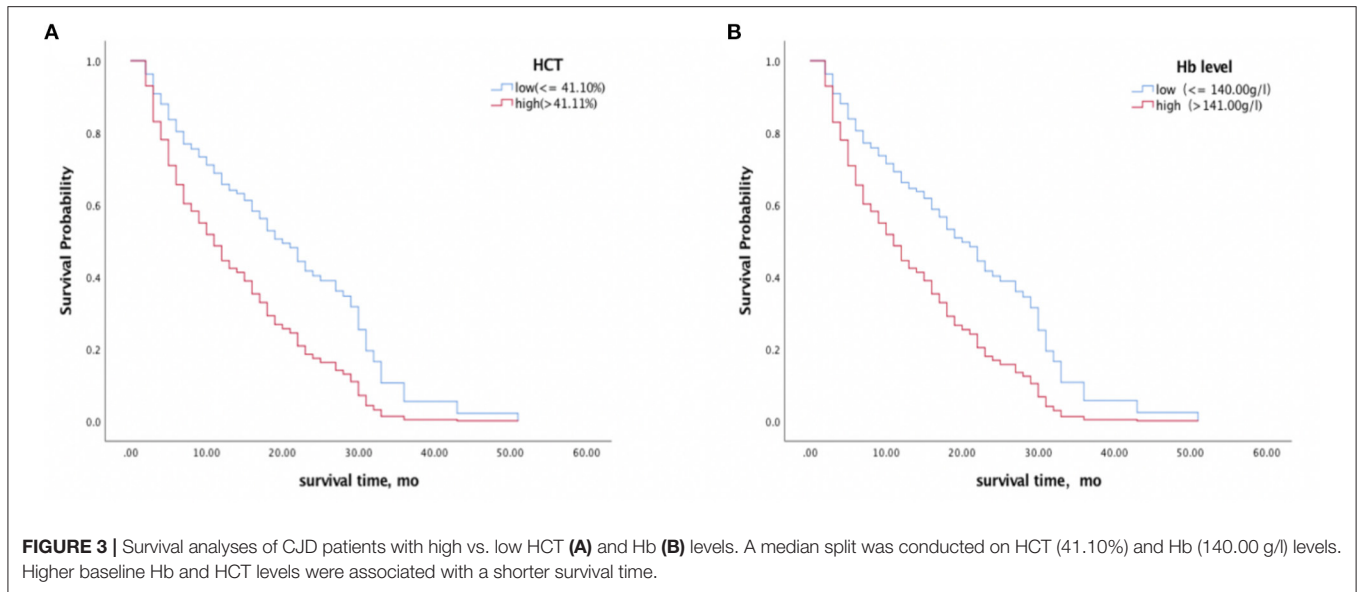 A
HCT
low(<= 41.10%)
high(>41.11%)
Survival Probability
1.0
0.8
0.6
0.4
0.2
0.0
.00 10.00 20.00 30.00 40.00 50.00 60.00
survival time, mo
B
Hb level
low (<= 140.00g/l)
high (>141.00g/l)
Survival Probability
1.0
0.8
0.6
0.4
0.2
0.0
.00 10.00 20.00 30.00 40.00 50.00 60.00
survival time, mo
FIGURE 3 | Survival analyses of CJD patients with high vs. low HCT (A) and Hb (B) levels. A median split was conducted on HCT (41.10%) and Hb (140.00 g/l) levels.
Higher baseline Hb and HCT levels were associated with a shorter survival time.